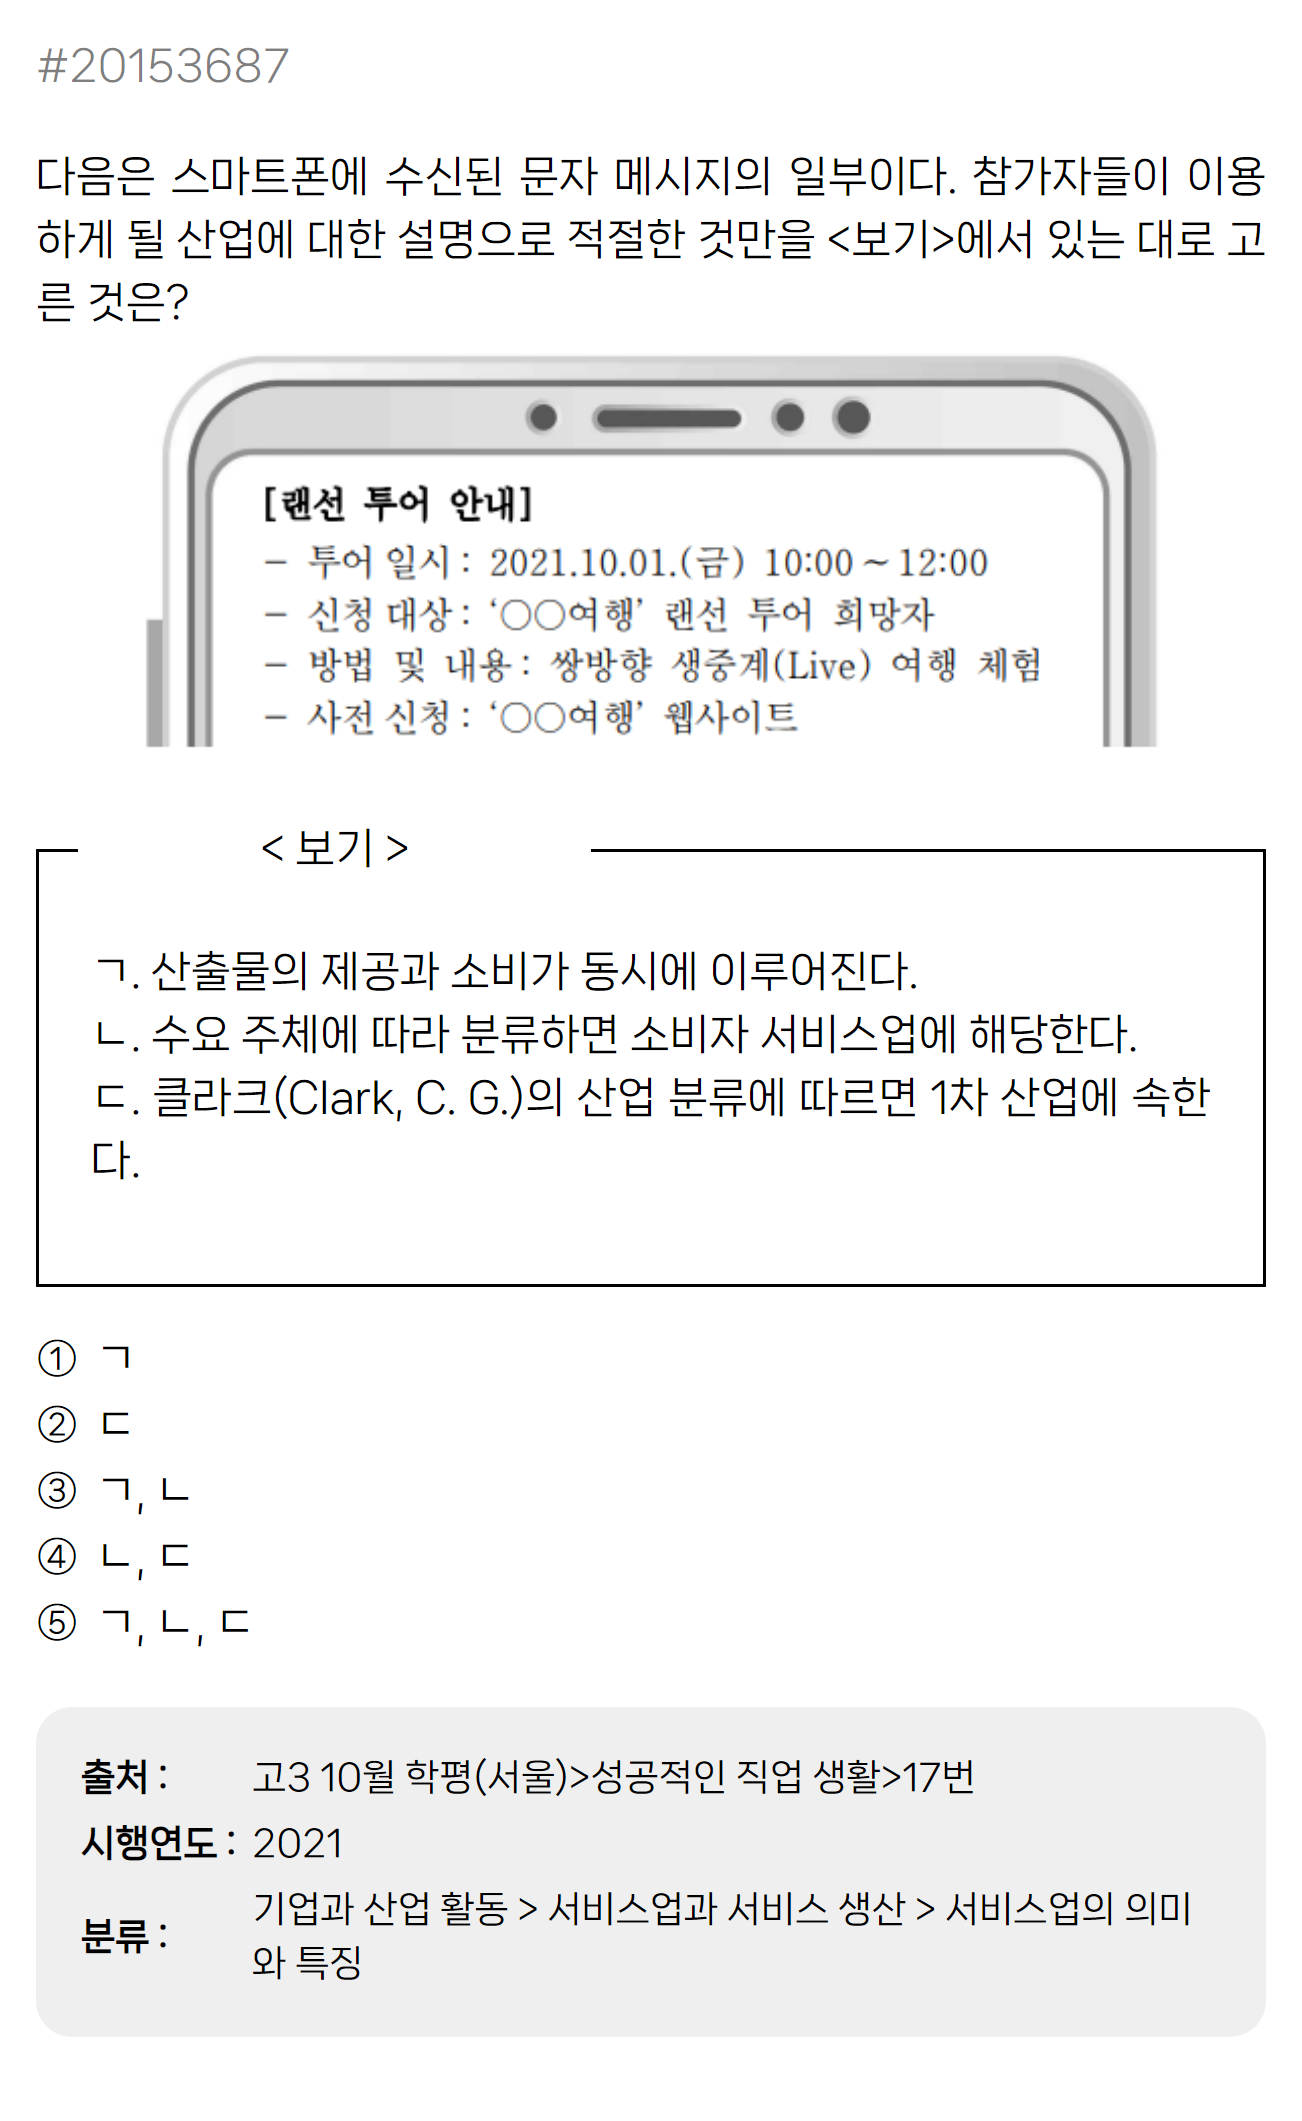 #20153687
다음은 스마트폰에 수신된 문자 메시지의 일부이다. 참가자들이 이용
하게 될 산업에 대한 설명으로 적절한 것만을 <보기>에서 있는 대로 고
른 것은?
[랜선 투어 안내]
- 투어 일시 : 2021.10.01.(금) 10:00 ~ 12:00
- 신청 대상 : ‘○○여행’ 랜선 투어 희망자
- 방법 및 내용 : 쌍방향 생중계(Live) 여행 체험
- 사전 신청 : ‘○○여행’ 웹사이트
< 보기 >
ㄱ. 산출물의 제공과 소비가 동시에 이루어진다.
ㄴ. 수요 주체에 따라 분류하면 소비자 서비스업에 해당한다.
ㄷ. 클라크(Clark, C. G.)의 산업 분류에 따르면 1차 산업에 속한
다.
① ㄱ
② ㄷ
③ ㄱ, ㄴ
④ ㄴ, ㄷ
⑤ ㄱ, ㄴ, ㄷ
출처 : 고3 10월 학평(서울)>성공적인 직업 생활>17번
시행연도 : 2021
분류 : 기업과 산업 활동 > 서비스업과 서비스 생산 > 서비스업의 의미
와 특징